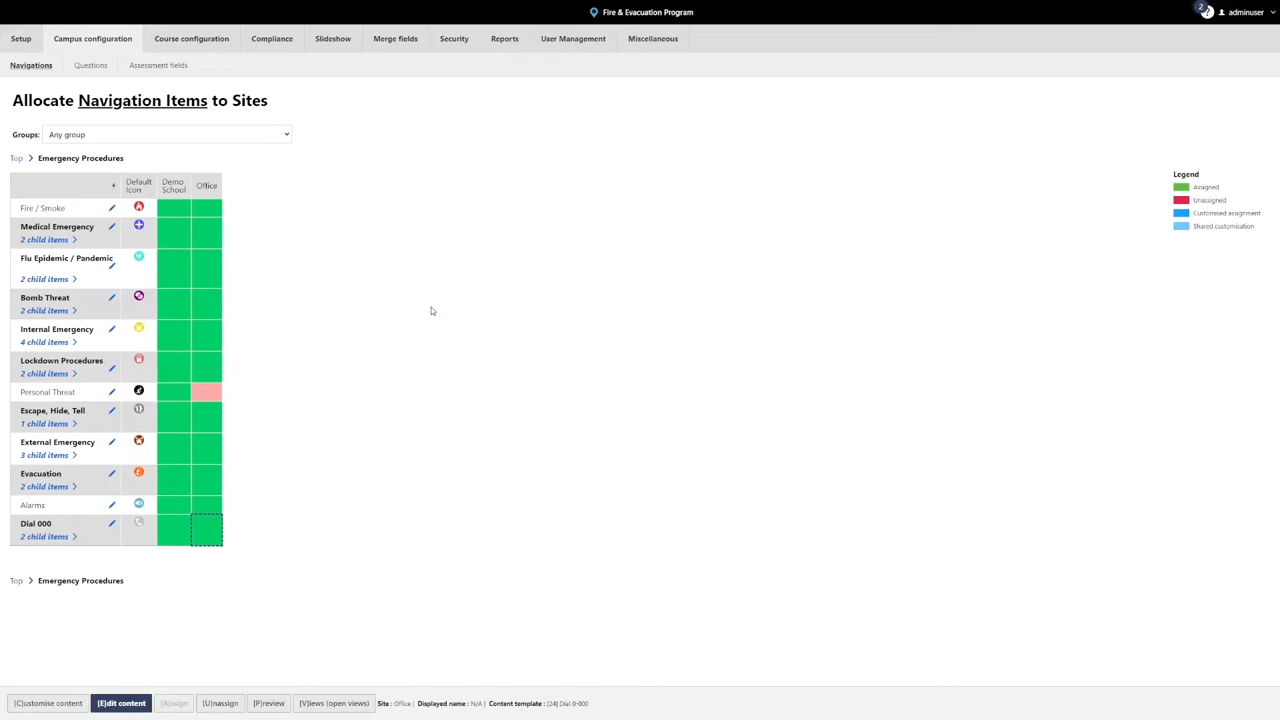 Fire & Evacuation Program
2
?
adminuser
Setup
Campus configuration
Course configuration
Compliance
Slideshow
Merge fields
Security
Reports
User Management
Miscellaneous
Navigations
Questions
Assessment fields
Allocate Navigation Items to Sites
Groups: Any group
Top > Emergency Procedures
Default Icon
Demo School
Office
Fire / Smoke
Medical Emergency
2 child items >
Flu Epidemic / Pandemic
2 child items >
Bomb Threat
2 child items >
Internal Emergency
4 child items >
Lockdown Procedures
2 child items >
Personal Threat
Escape, Hide, Tell
1 child items >
External Emergency
3 child items >
Evacuation
2 child items >
Alarms
Dial 000
2 child items >
Top > Emergency Procedures
Legend
Assigned
Unassigned
Customised assignment
Shared customisation
[C]ustomise content
[E]dit content
[A]ssign
[U]nassign
[P]review
[V]iews (open views)
Site : Office | Displayed name : N/A | Content template : [24] Dial 0-000